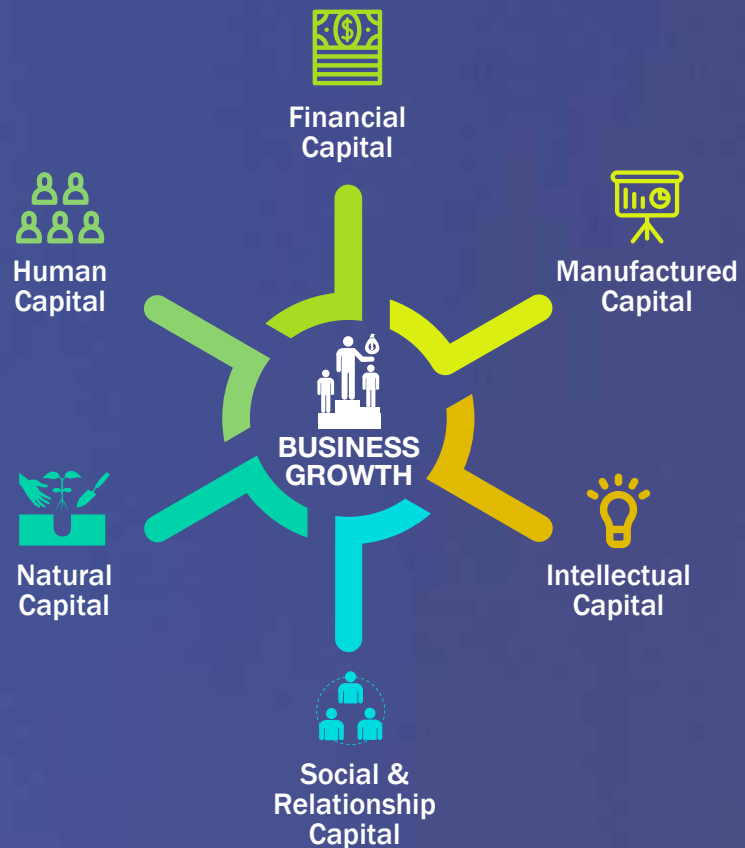 Financial
Capital
Human
Capital
Manufactured
Capital
BUSINESS
GROWTH
Natural
Capital
Intellectual
Capital
Social &
Relationship
Capital